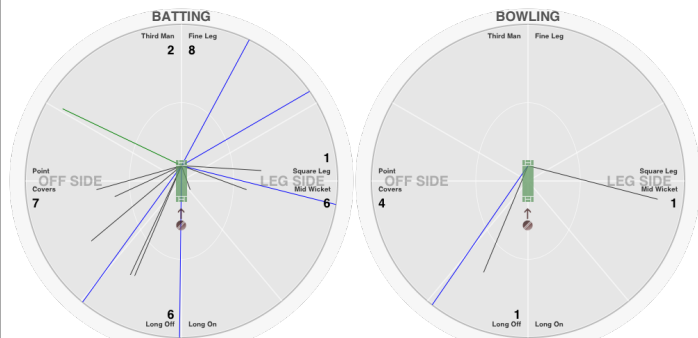 BATTING
Third Man
Fine Leg
2
8
1
Point
Square Leg
OFF SIDE
LEG SIDE
Covers
Mid Wicket
7
6
6
Long Off
Long On
BOWLING
Third Man
Fine Leg
Point
Square Leg
OFF SIDE
LEG SIDE
Covers
Mid Wicket
4
1
1
Long Off
Long On